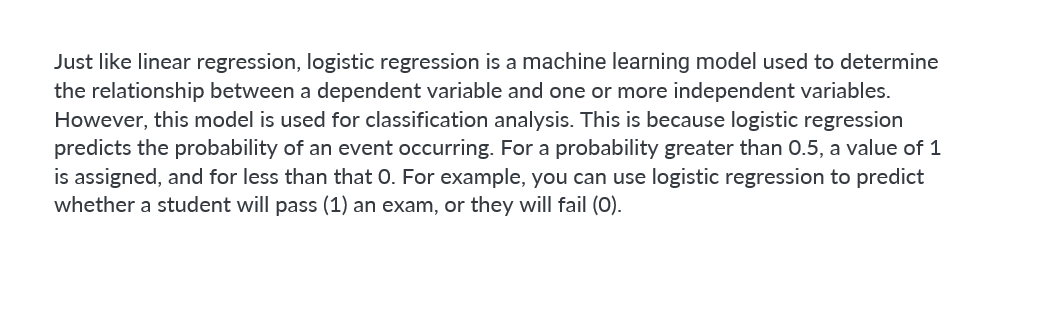 Just like linear regression, logistic regression is a machine learning model used to determine
the relationship between a dependent variable and one or more independent variables.
However, this model is used for classification analysis. This is because logistic regression
predicts the probability of an event occurring. For a probability greater than 0.5, a value of 1
is assigned, and for less than that 0. For example, you can use logistic regression to predict
whether a student will pass (1) an exam, or they will fail (0).